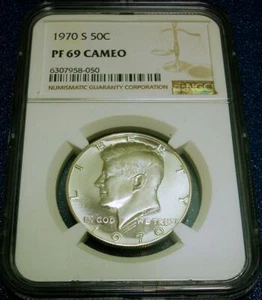 1970 S 50C
PF 69 CAMEO
6307958-050
NUMISMATIC GUARANTY CORPORATION
NGC
LIBERTY
IN GOD WE TRUST
1970